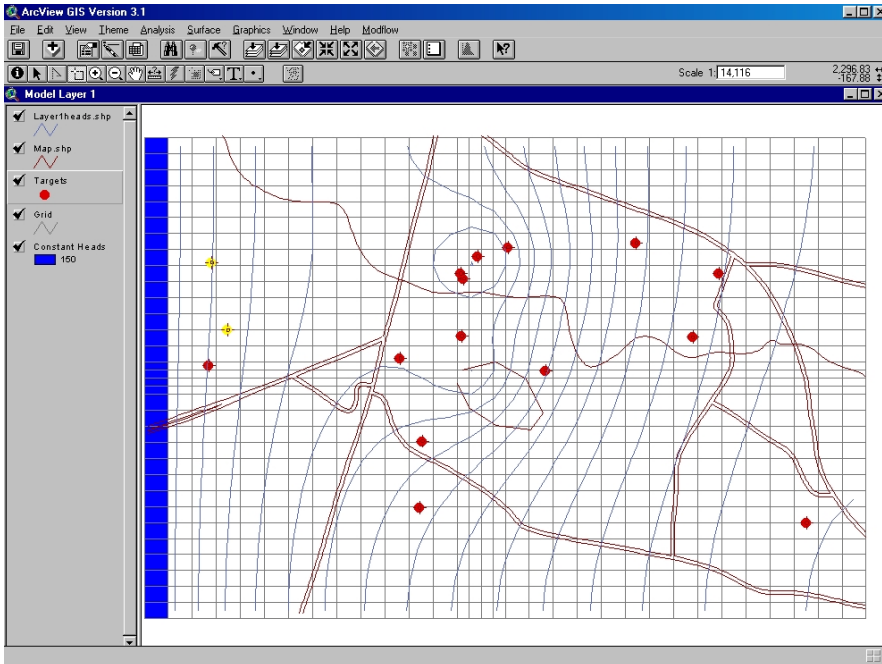 ArcView GIS Version 3.1
File Edit View Theme Analysis Surface Graphics Window Help Modflow
Scale 1: 14,116
2,296.83
-167.88
Model Layer 1
Layer1heads.shp
Map.shp
Targets
Grid
Constant Heads
150